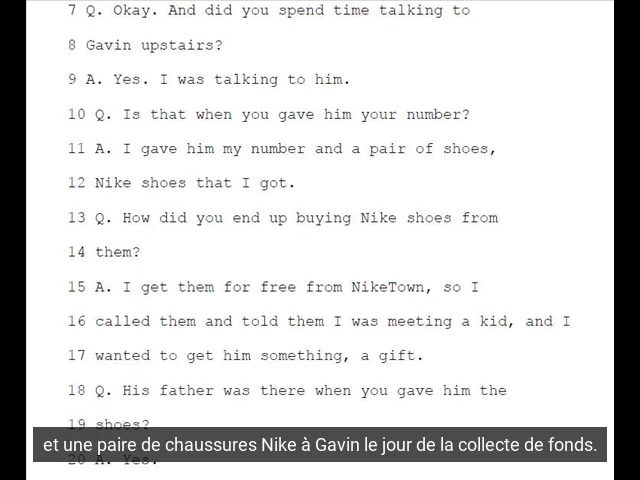 7 Q. Okay. And did you spend time talking to
8 Gavin upstairs?
9 A. Yes. I was talking to him.
10 Q. Is that when you gave him your number?
11 A. I gave him my number and a pair of shoes,
12 Nike shoes that I got.
13 Q. How did you end up buying Nike shoes from
14 them?
15 A. I get them for free from NikeTown, so I
16 called them and told them I was meeting a kid, and I
17 wanted to get him something, a gift.
18 Q. His father was there when you gave him the
19 shoes?
et une paire de chaussures Nike à Gavin le jour de la collecte de fonds.
20 A. Yes.